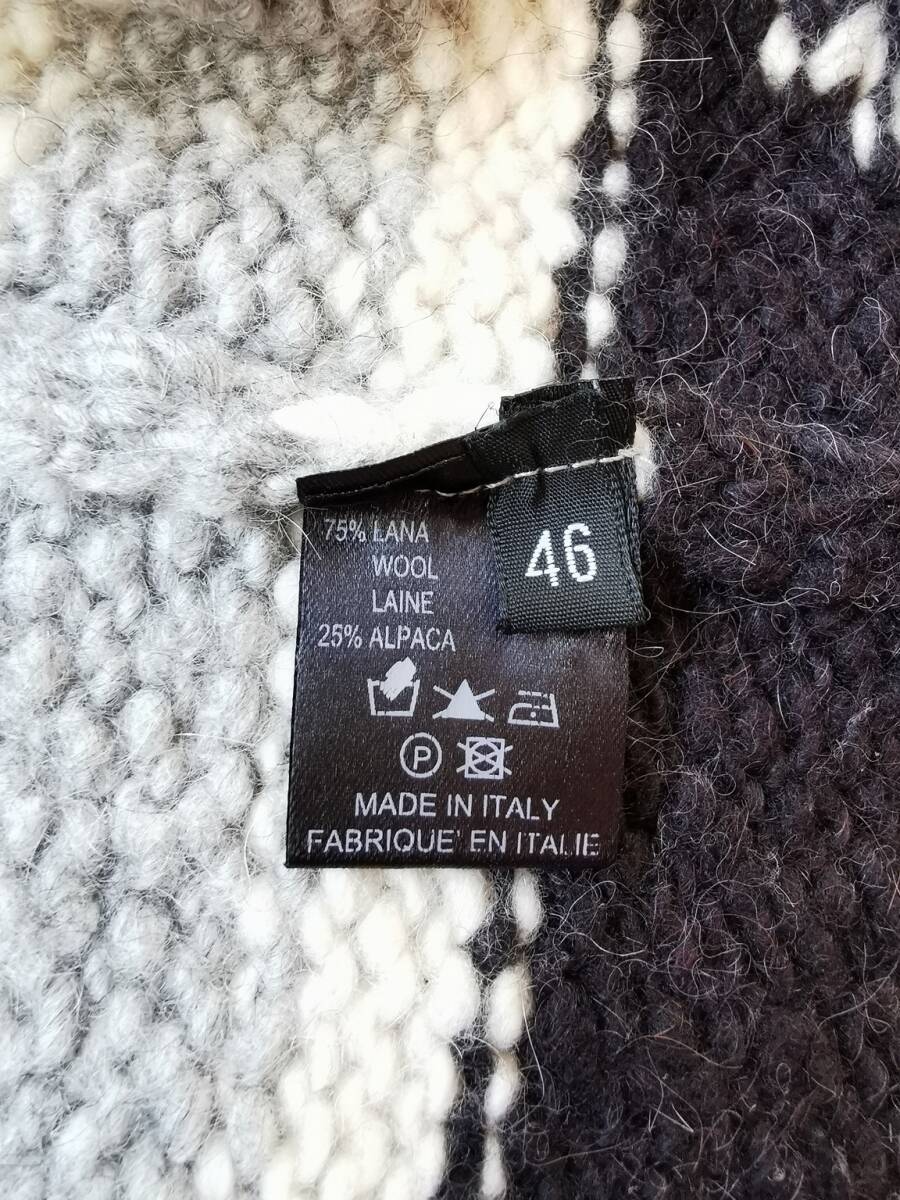 46
75% LANA
WOOL
LAINE
25% ALPACA
P
MADE IN ITALY
FABRIQUE' EN ITALIE